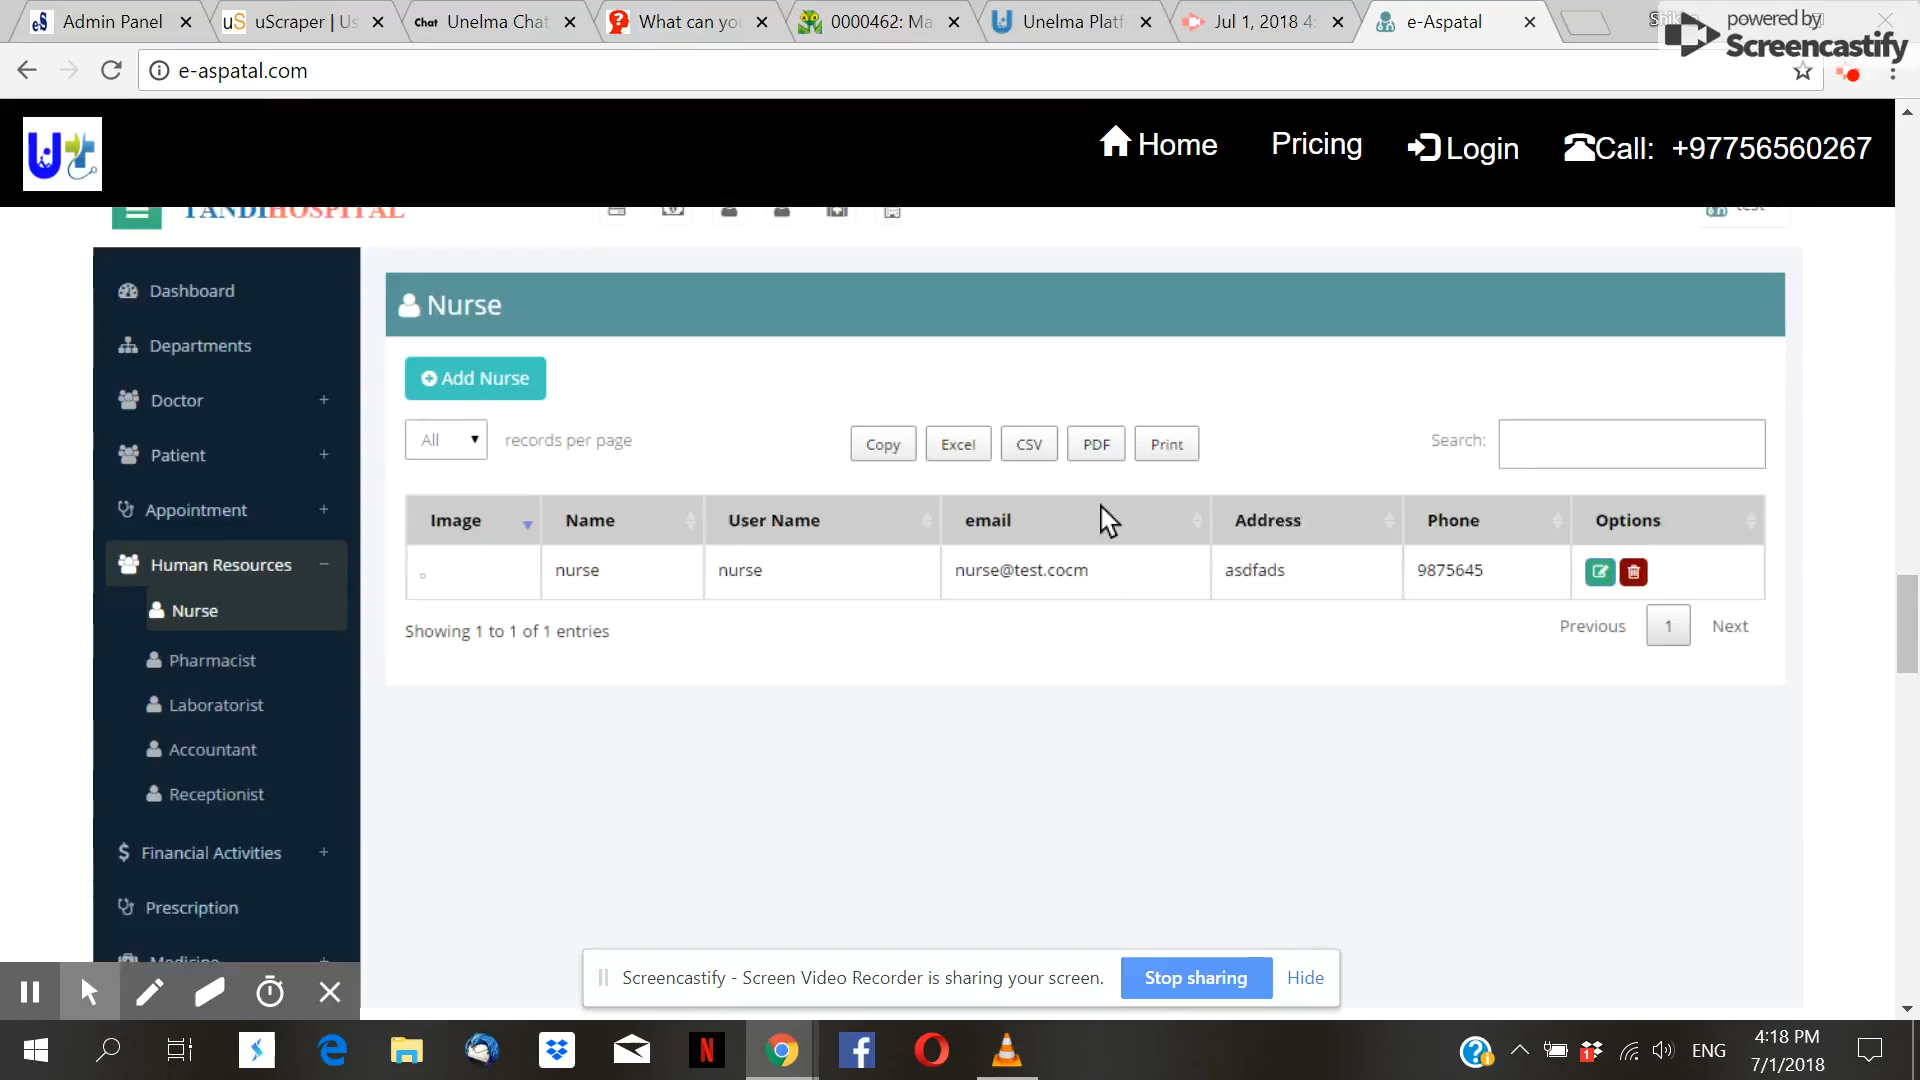 Admin Panel
uScraper | Us
Chat Unelma Chat
What can you
0000462: Ma
Unelma Platf
Jul 1, 2018 4:
e-Aspatal
powered by
Screencastify
e-aspatal.com
Home
Pricing
Login
Call: +97756560267
TANDIHOSPITAL
test
Dashboard
Departments
Doctor +
Patient +
Appointment +
Human Resources −
Nurse
Pharmacist
Laboratorist
Accountant
Receptionist
Financial Activities +
Prescription
Medicine +
Nurse
Add Nurse
All records per page
Copy Excel CSV PDF Print
Search:
Image Name User Name email Address Phone Options
nurse nurse nurse@test.cocm asdfads 9875645
Showing 1 to 1 of 1 entries
Previous 1 Next
Screencastify - Screen Video Recorder is sharing your screen. Stop sharing Hide
ENG
4:18 PM
7/1/2018